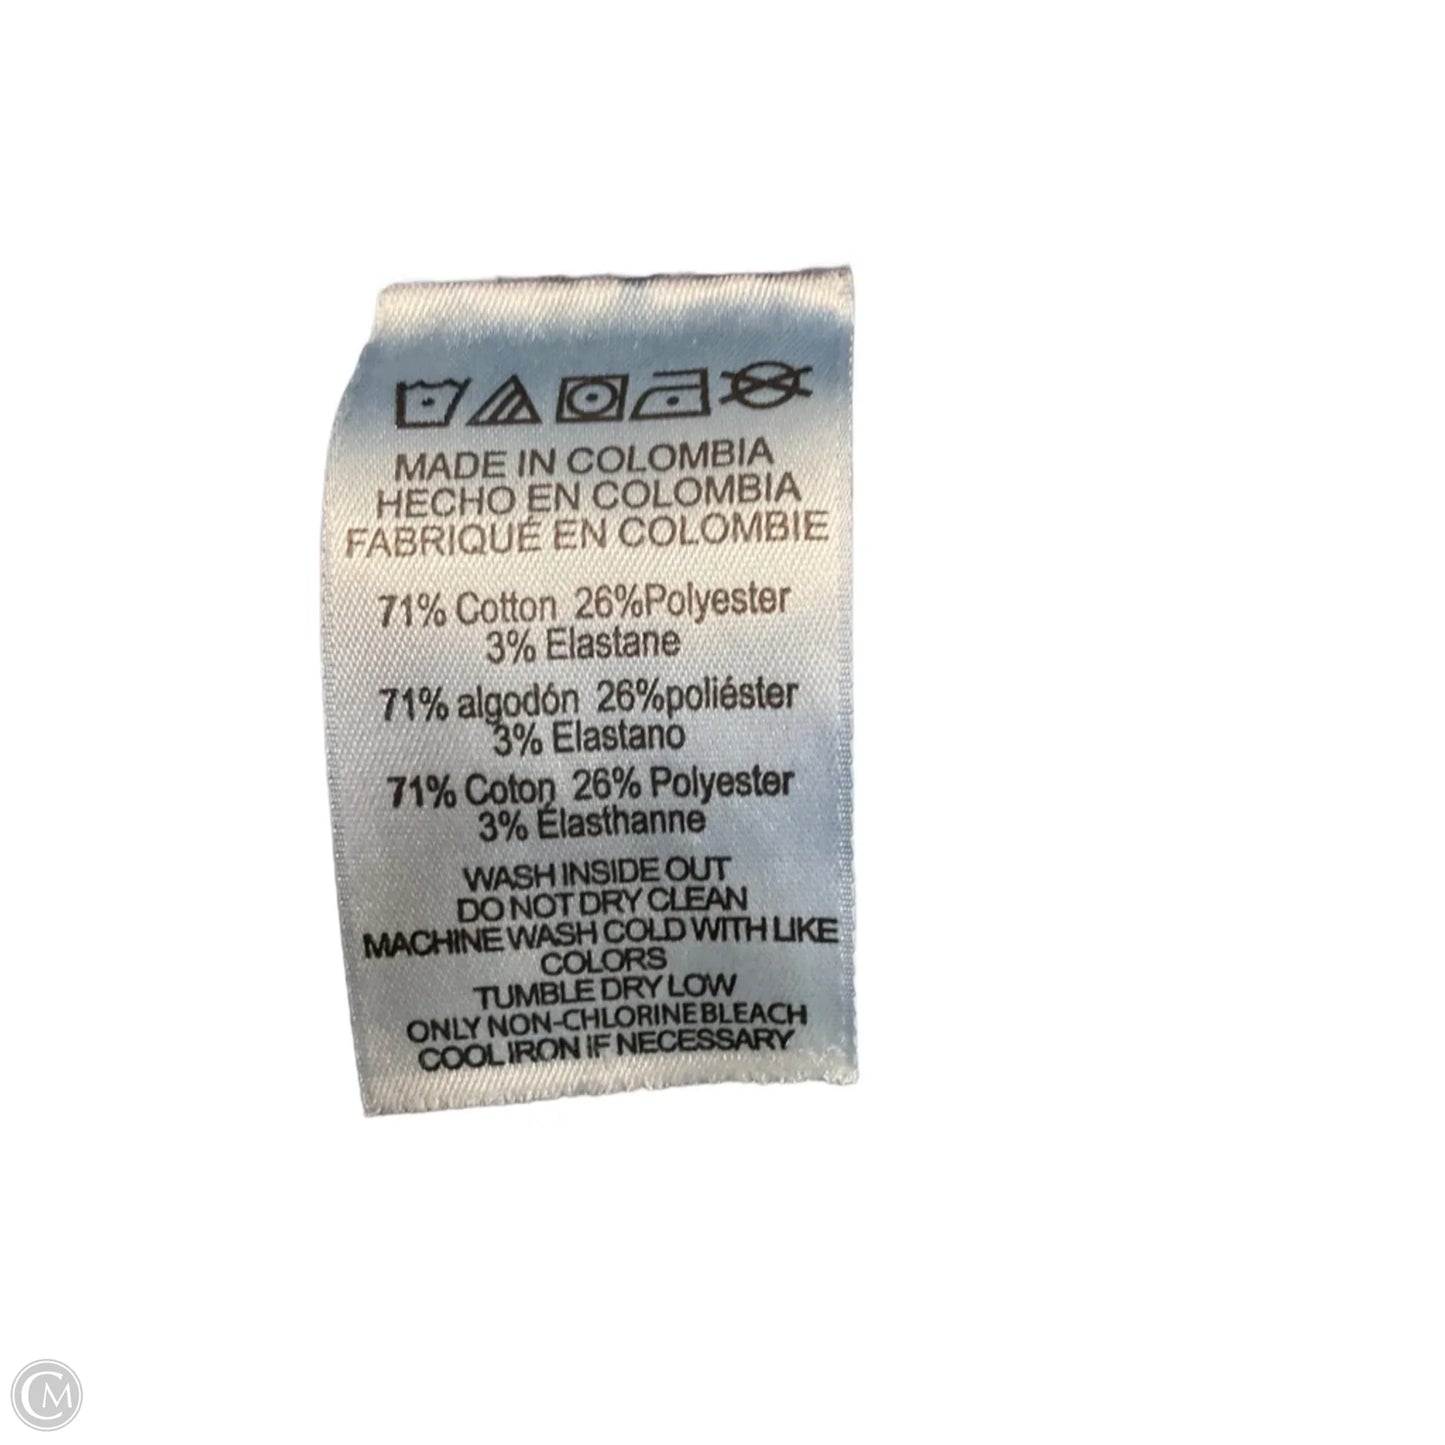 MADE IN COLOMBIA
HECHO EN COLOMBIA
FABRIQUÉ EN COLOMBIE
71% Cotton 26%Polyester
3% Elastane
71% algodón 26%poliéster
3% Elastano
71% Coton 26% Polyester
3% Élasthanne
WASH INSIDE OUT
DO NOT DRY CLEAN
MACHINE WASH COLD WITH LIKE
COLORS
TUMBLE DRY LOW
ONLY NON-CHLORINE BLEACH
COOL IRON IF NECESSARY
CM